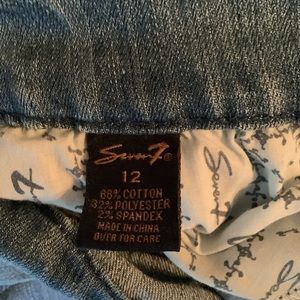 Seven7®
12
66% COTTON
32% POLYESTER
2% SPANDEX
MADE IN CHINA
OVER FOR CARE